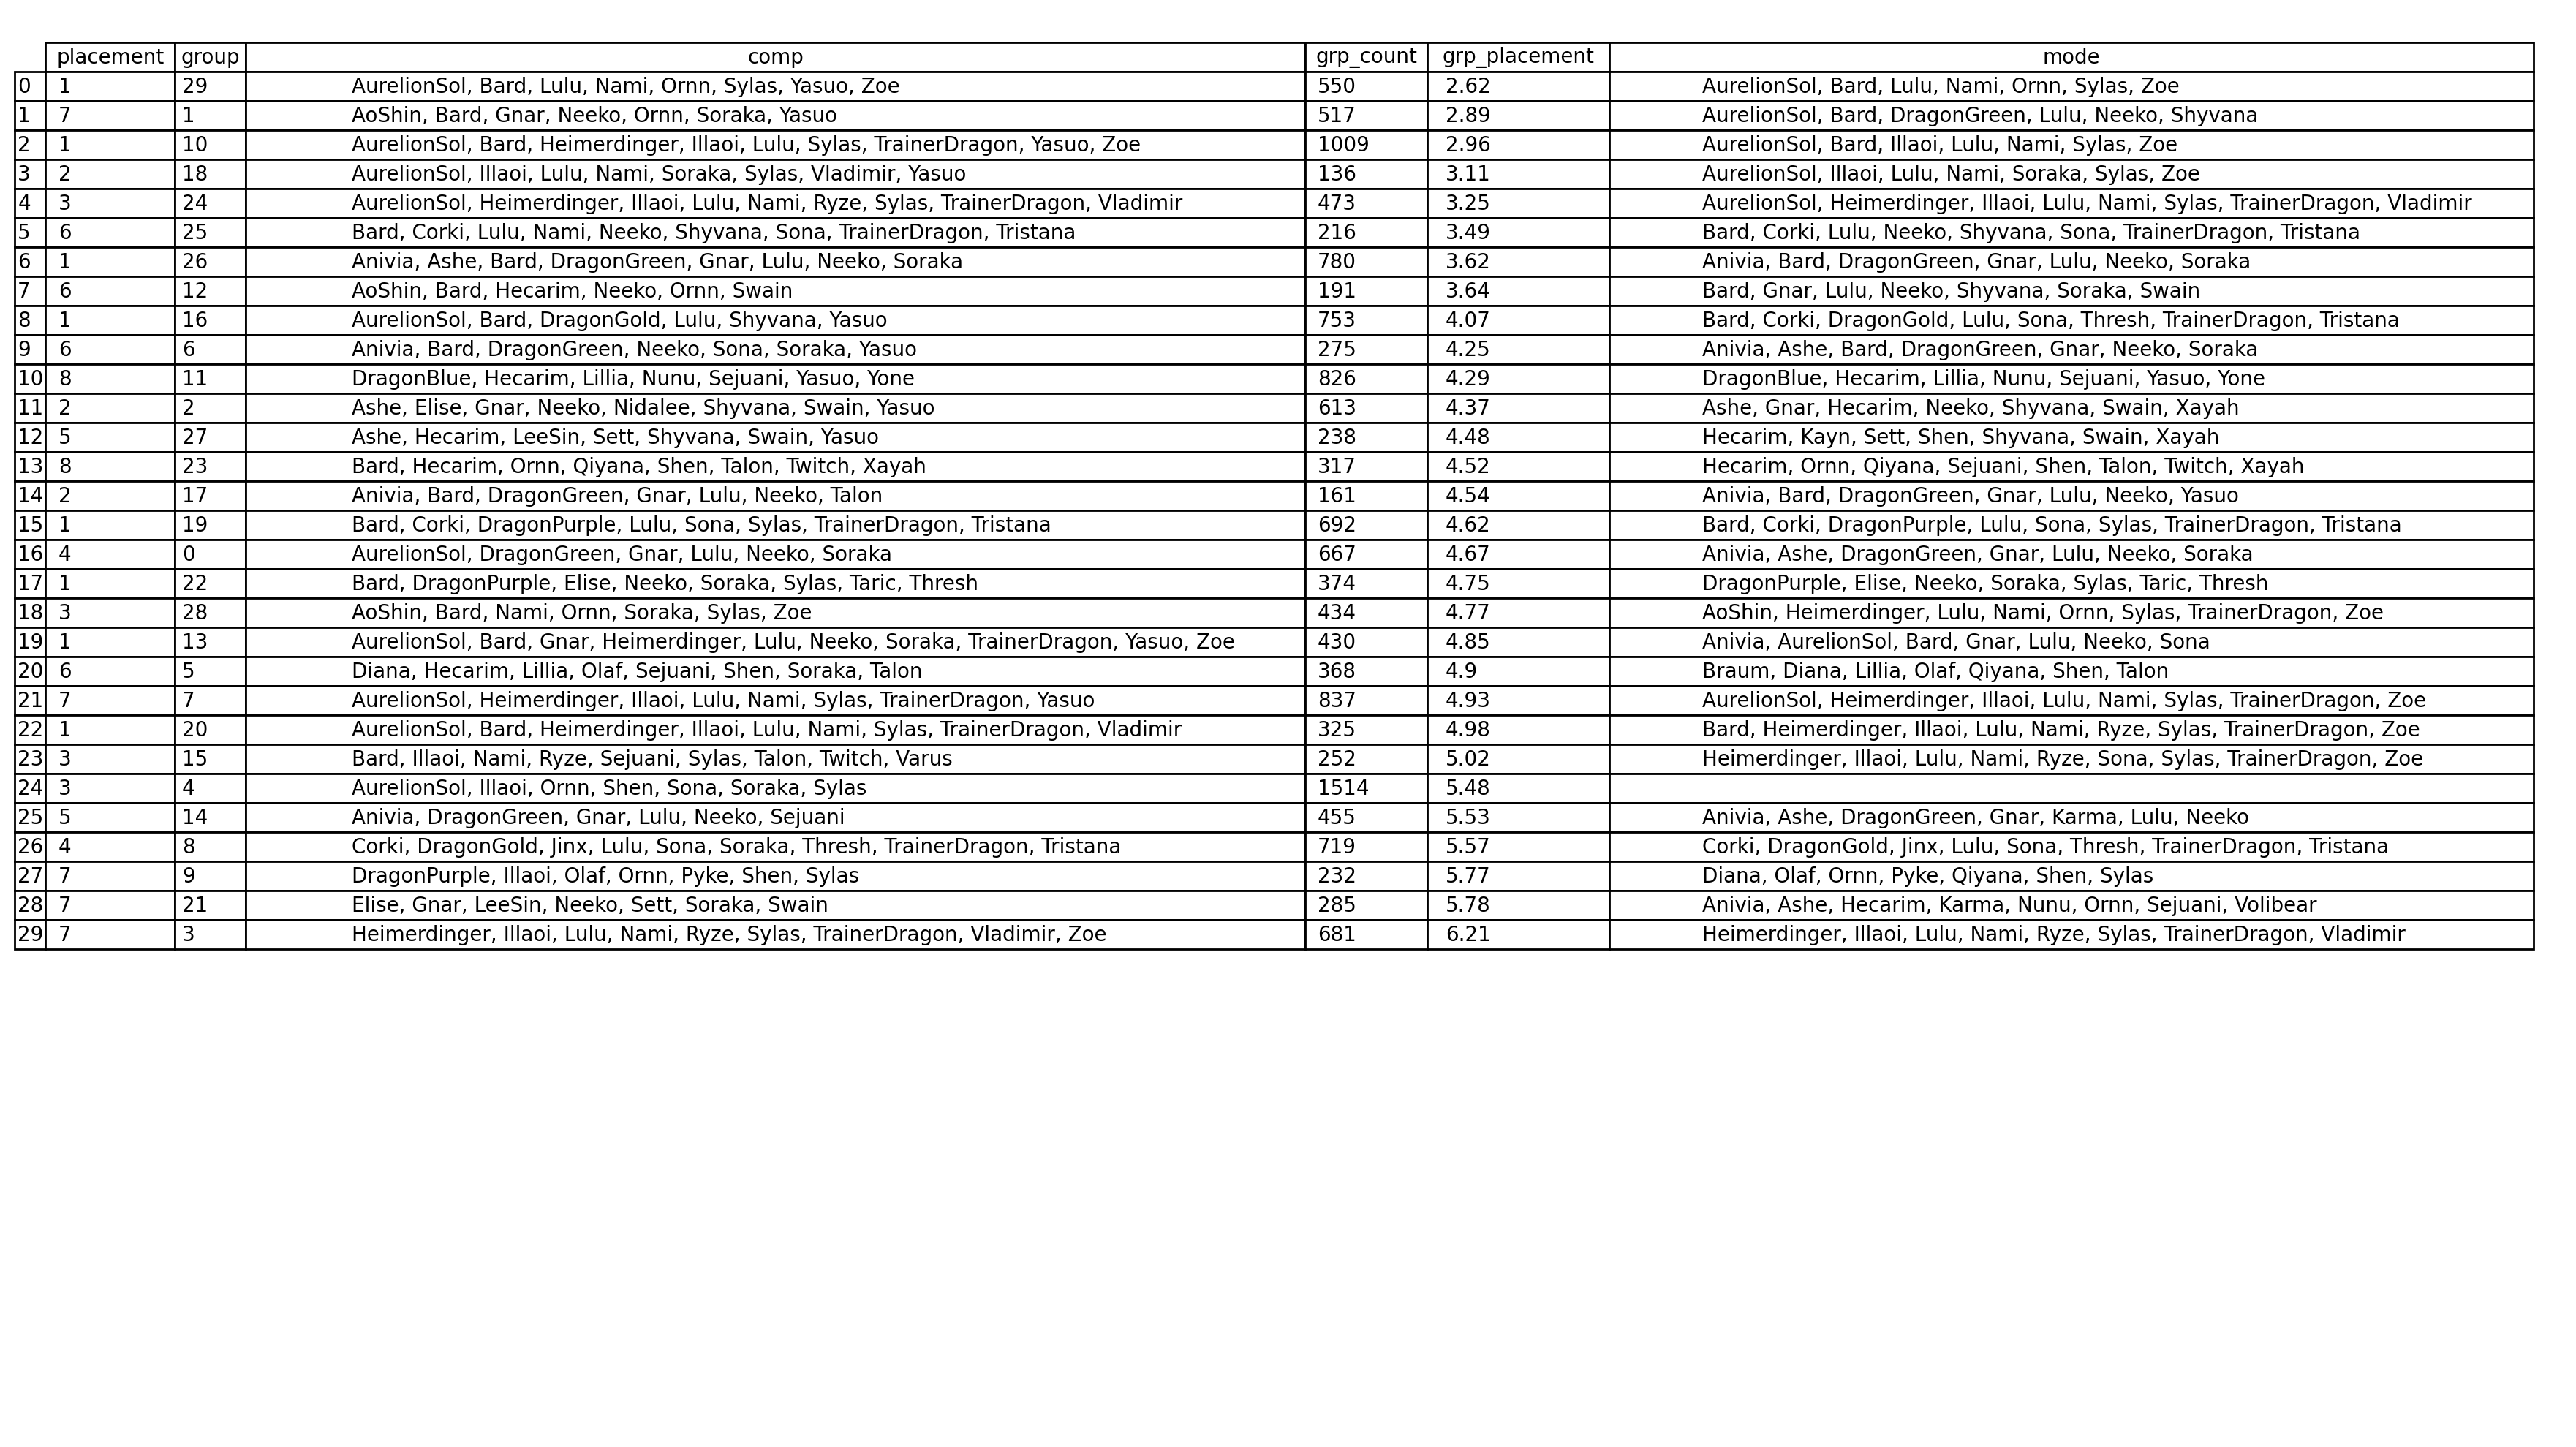 placement group comp grp_count grp_placement mode
0 1 29 AurelionSol, Bard, Lulu, Nami, Ornn, Sylas, Yasuo, Zoe 550 2.62 AurelionSol, Bard, Lulu, Nami, Ornn, Sylas, Zoe
1 7 1 AoShin, Bard, Gnar, Neeko, Ornn, Soraka, Yasuo 517 2.89 AurelionSol, Bard, DragonGreen, Lulu, Neeko, Shyvana
2 1 10 AurelionSol, Bard, Heimerdinger, Illaoi, Lulu, Sylas, TrainerDragon, Yasuo, Zoe 1009 2.96 AurelionSol, Bard, Illaoi, Lulu, Nami, Sylas, Zoe
3 2 18 AurelionSol, Illaoi, Lulu, Nami, Soraka, Sylas, Vladimir, Yasuo 136 3.11 AurelionSol, Illaoi, Lulu, Nami, Soraka, Sylas, Zoe
4 3 24 AurelionSol, Heimerdinger, Illaoi, Lulu, Nami, Ryze, Sylas, TrainerDragon, Vladimir 473 3.25 AurelionSol, Heimerdinger, Illaoi, Lulu, Nami, Sylas, TrainerDragon, Vladimir
5 6 25 Bard, Corki, Lulu, Nami, Neeko, Shyvana, Sona, TrainerDragon, Tristana 216 3.49 Bard, Corki, Lulu, Neeko, Shyvana, Sona, TrainerDragon, Tristana
6 1 26 Anivia, Ashe, Bard, DragonGreen, Gnar, Lulu, Neeko, Soraka 780 3.62 Anivia, Bard, DragonGreen, Gnar, Lulu, Neeko, Soraka
7 6 12 AoShin, Bard, Hecarim, Neeko, Ornn, Swain 191 3.64 Bard, Gnar, Lulu, Neeko, Shyvana, Soraka, Swain
8 1 16 AurelionSol, Bard, DragonGold, Lulu, Shyvana, Yasuo 753 4.07 Bard, Corki, DragonGold, Lulu, Sona, Thresh, TrainerDragon, Tristana
9 6 6 Anivia, Bard, DragonGreen, Neeko, Sona, Soraka, Yasuo 275 4.25 Anivia, Ashe, Bard, DragonGreen, Gnar, Neeko, Soraka
10 8 11 DragonBlue, Hecarim, Lillia, Nunu, Sejuani, Yasuo, Yone 826 4.29 DragonBlue, Hecarim, Lillia, Nunu, Sejuani, Yasuo, Yone
11 2 2 Ashe, Elise, Gnar, Neeko, Nidalee, Shyvana, Swain, Yasuo 613 4.37 Ashe, Gnar, Hecarim, Neeko, Shyvana, Swain, Xayah
12 5 27 Ashe, Hecarim, LeeSin, Sett, Shyvana, Swain, Yasuo 238 4.48 Hecarim, Kayn, Sett, Shen, Shyvana, Swain, Xayah
13 8 23 Bard, Hecarim, Ornn, Qiyana, Shen, Talon, Twitch, Xayah 317 4.52 Hecarim, Ornn, Qiyana, Sejuani, Shen, Talon, Twitch, Xayah
14 2 17 Anivia, Bard, DragonGreen, Gnar, Lulu, Neeko, Talon 161 4.54 Anivia, Bard, DragonGreen, Gnar, Lulu, Neeko, Yasuo
15 1 19 Bard, Corki, DragonPurple, Lulu, Sona, Sylas, TrainerDragon, Tristana 692 4.62 Bard, Corki, DragonPurple, Lulu, Sona, Sylas, TrainerDragon, Tristana
16 4 0 AurelionSol, DragonGreen, Gnar, Lulu, Neeko, Soraka 667 4.67 Anivia, Ashe, DragonGreen, Gnar, Lulu, Neeko, Soraka
17 1 22 Bard, DragonPurple, Elise, Neeko, Soraka, Sylas, Taric, Thresh 374 4.75 DragonPurple, Elise, Neeko, Soraka, Sylas, Taric, Thresh
18 3 28 AoShin, Bard, Nami, Ornn, Soraka, Sylas, Zoe 434 4.77 AoShin, Heimerdinger, Lulu, Nami, Ornn, Sylas, TrainerDragon, Zoe
19 1 13 AurelionSol, Bard, Gnar, Heimerdinger, Lulu, Neeko, Soraka, TrainerDragon, Yasuo, Zoe 430 4.85 Anivia, AurelionSol, Bard, Gnar, Lulu, Neeko, Sona
20 6 5 Diana, Hecarim, Lillia, Olaf, Sejuani, Shen, Soraka, Talon 368 4.9 Braum, Diana, Lillia, Olaf, Qiyana, Shen, Talon
21 7 7 AurelionSol, Heimerdinger, Illaoi, Lulu, Nami, Sylas, TrainerDragon, Yasuo 837 4.93 AurelionSol, Heimerdinger, Illaoi, Lulu, Nami, Sylas, TrainerDragon, Zoe
22 1 20 AurelionSol, Bard, Heimerdinger, Illaoi, Lulu, Nami, Sylas, TrainerDragon, Vladimir 325 4.98 Bard, Heimerdinger, Illaoi, Lulu, Nami, Ryze, Sylas, TrainerDragon, Zoe
23 3 15 Bard, Illaoi, Nami, Ryze, Sejuani, Sylas, Talon, Twitch, Varus 252 5.02 Heimerdinger, Illaoi, Lulu, Nami, Ryze, Sona, Sylas, TrainerDragon, Zoe
24 3 4 AurelionSol, Illaoi, Ornn, Shen, Sona, Soraka, Sylas 1514 5.48
25 5 14 Anivia, DragonGreen, Gnar, Lulu, Neeko, Sejuani 455 5.53 Anivia, Ashe, DragonGreen, Gnar, Karma, Lulu, Neeko
26 4 8 Corki, DragonGold, Jinx, Lulu, Sona, Soraka, Thresh, TrainerDragon, Tristana 719 5.57 Corki, DragonGold, Jinx, Lulu, Sona, Thresh, TrainerDragon, Tristana
27 7 9 DragonPurple, Illaoi, Olaf, Ornn, Pyke, Shen, Sylas 232 5.77 Diana, Olaf, Ornn, Pyke, Qiyana, Shen, Sylas
28 7 21 Elise, Gnar, LeeSin, Neeko, Sett, Soraka, Swain 285 5.78 Anivia, Ashe, Hecarim, Karma, Nunu, Ornn, Sejuani, Volibear
29 7 3 Heimerdinger, Illaoi, Lulu, Nami, Ryze, Sylas, TrainerDragon, Vladimir, Zoe 681 6.21 Heimerdinger, Illaoi, Lulu, Nami, Ryze, Sylas, TrainerDragon, Vladimir